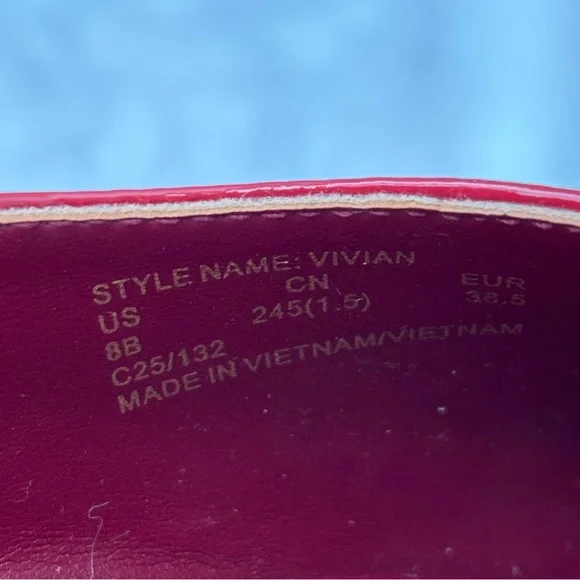 STYLE NAME: VIVIAN
US CN EUR
8B 245(1.5) 38.5
C25/132
MADE IN VIETNAM/VIETNAM